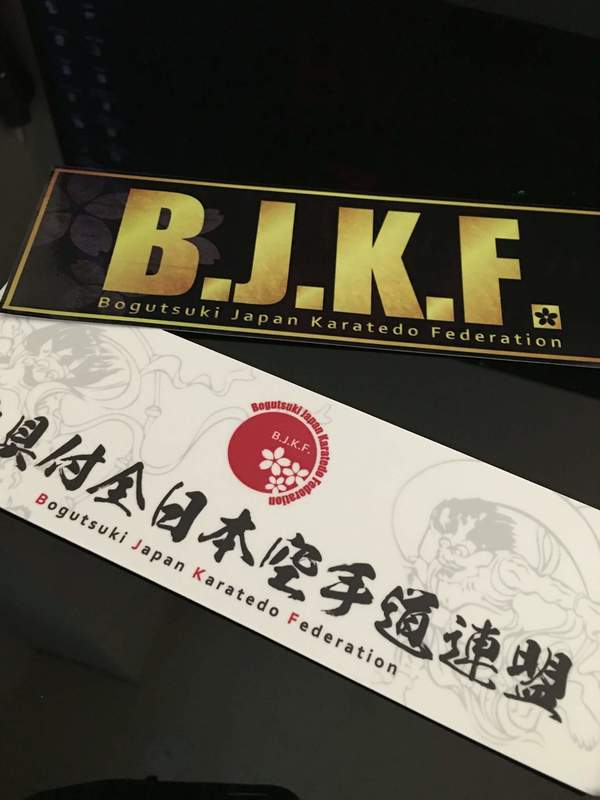 B.J.K.F.
Bogutsuki Japan Karatedo Federation
Bogutsuki Japan Karatedo Federation
B.J.K.F.
具付全日本空手道連盟
Bogutsuki Japan Karatedo Federation